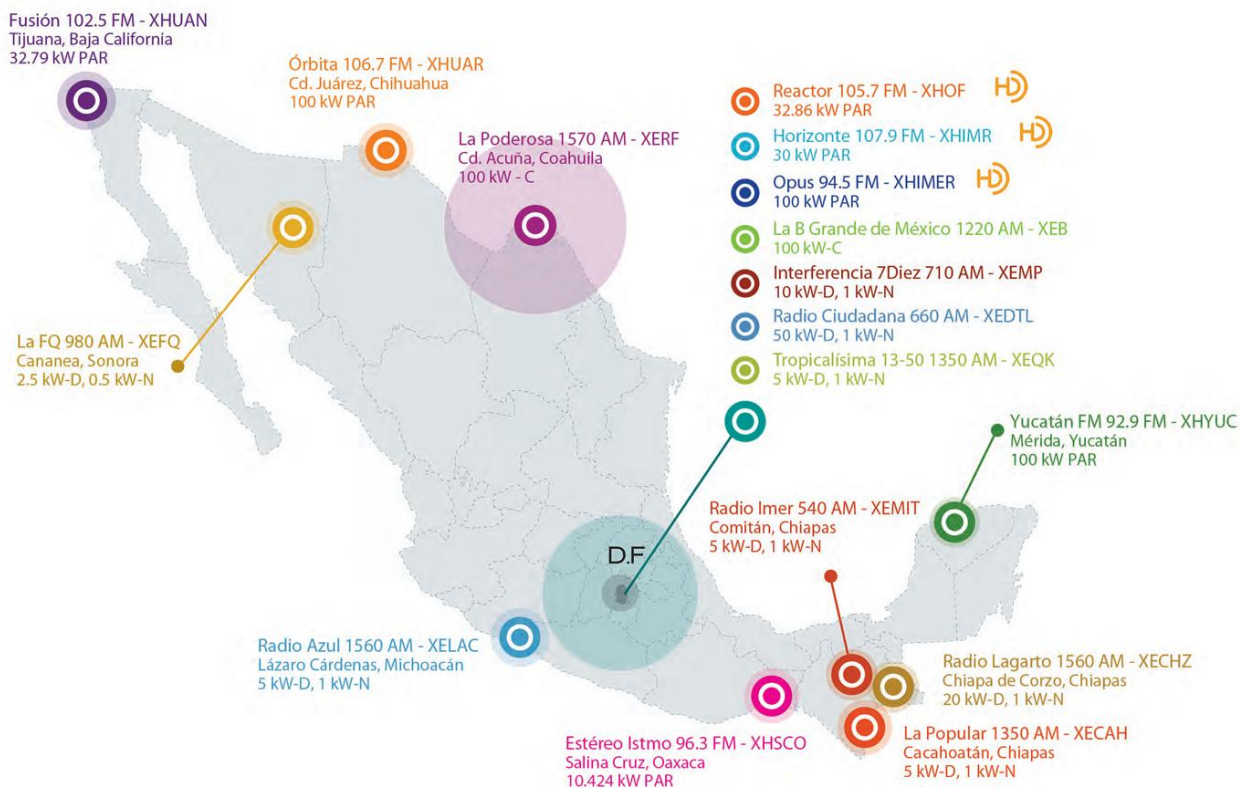 Fusión 102.5 FM - XHUAN
Tijuana, Baja California
32.79 kW PAR
Órbita 106.7 FM - XHUAR
Cd. Juárez, Chihuahua
100 kW PAR
La Poderosa 1570 AM - XERF
Cd. Acuña, Coahuila
100 kW - C
Reactor 105.7 FM - XHOF HD
32.86 kW PAR
Horizonte 107.9 FM - XHIMR HD
30 kW PAR
Opus 94.5 FM - XHIMER HD
100 kW PAR
La B Grande de México 1220 AM - XEB
100 kW-C
Interferencia 7Diez 710 AM - XEMP
10 kW-D, 1 kW-N
Radio Ciudadana 660 AM - XEDTL
50 kW-D, 1 kW-N
Tropicalísima 13-50 1350 AM - XEQK
5 kW-D, 1 kW-N
La FQ 980 AM - XEFQ
Cananea, Sonora
2.5 kW-D, 0.5 kW-N
Yucatán FM 92.9 FM - XHYUC
Mérida, Yucatán
100 kW PAR
Radio Imer 540 AM - XEMIT
Comitán, Chiapas
5 kW-D, 1 kW-N
D.F
Radio Azul 1560 AM - XELAC
Lázaro Cárdenas, Michoacán
5 kW-D, 1 kW-N
Radio Lagarto 1560 AM - XECHZ
Chiapa de Corzo, Chiapas
20 kW-D, 1 kW-N
Estéreo Istmo 96.3 FM - XHSCO
Salina Cruz, Oaxaca
10.424 kW PAR
La Popular 1350 AM - XECAH
Cacahoatán, Chiapas
5 kW-D, 1 kW-N